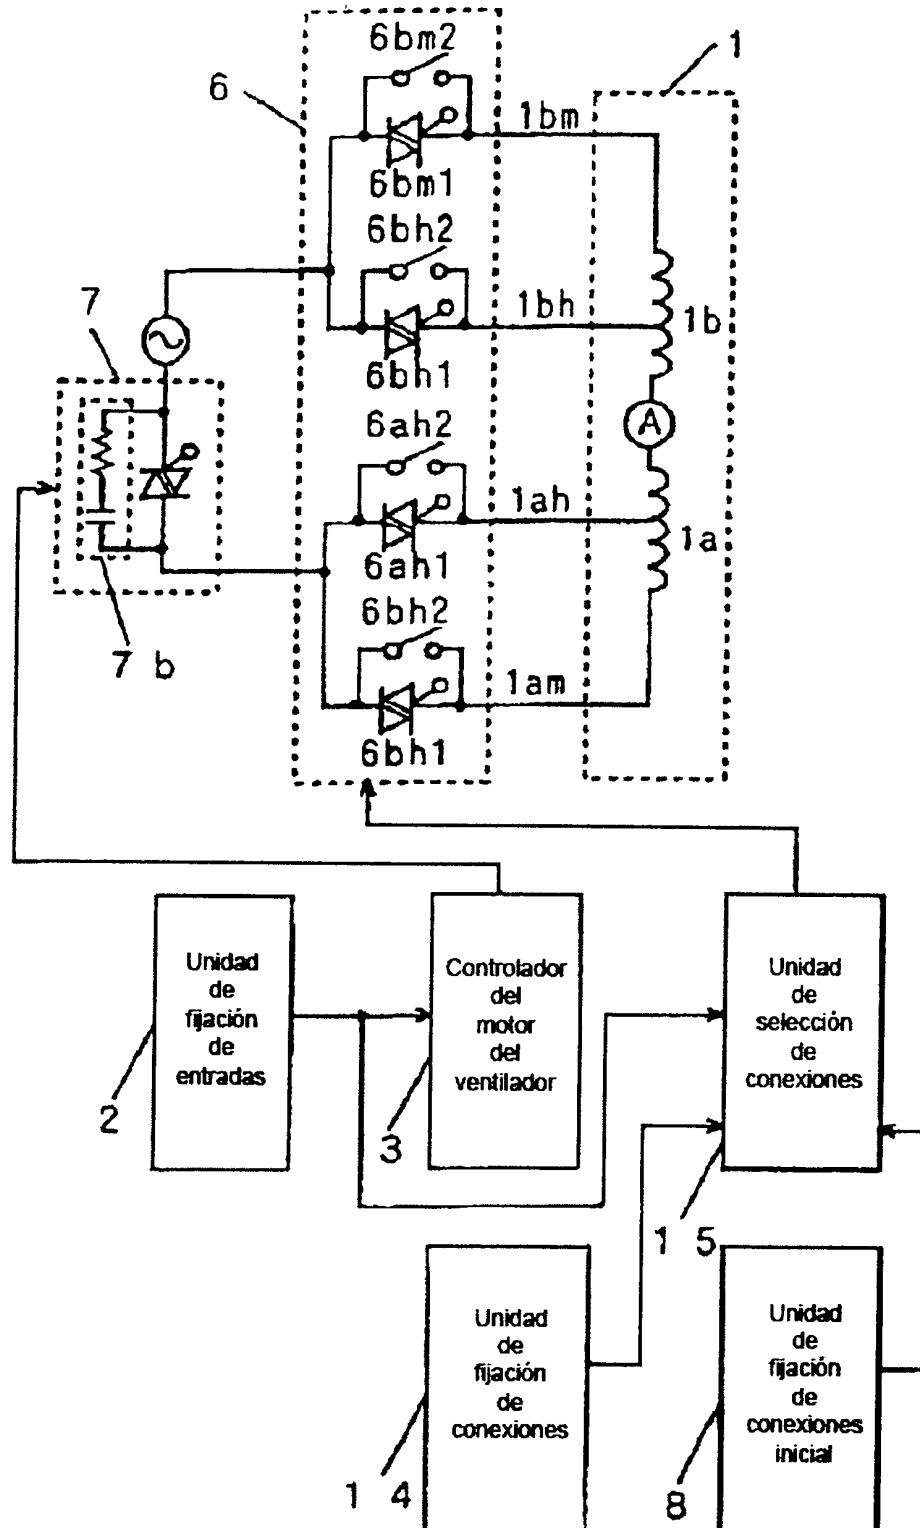 6bm2
1
6
1bm
6bm1
6bh2
7
1bh
1b
6bh1
6ah2
A
1ah
1a
6ah1
6bh2
7 b
1am
6bh1
Unidad
de
fijación
de
entradas
2
Controlador
del
motor
del
ventilador
3
Unidad
de
selección
de
conexiones
1 5
Unidad
de
fijación
de
conexiones
1 4
Unidad
de
fijación
de
conexiones
inicial
8